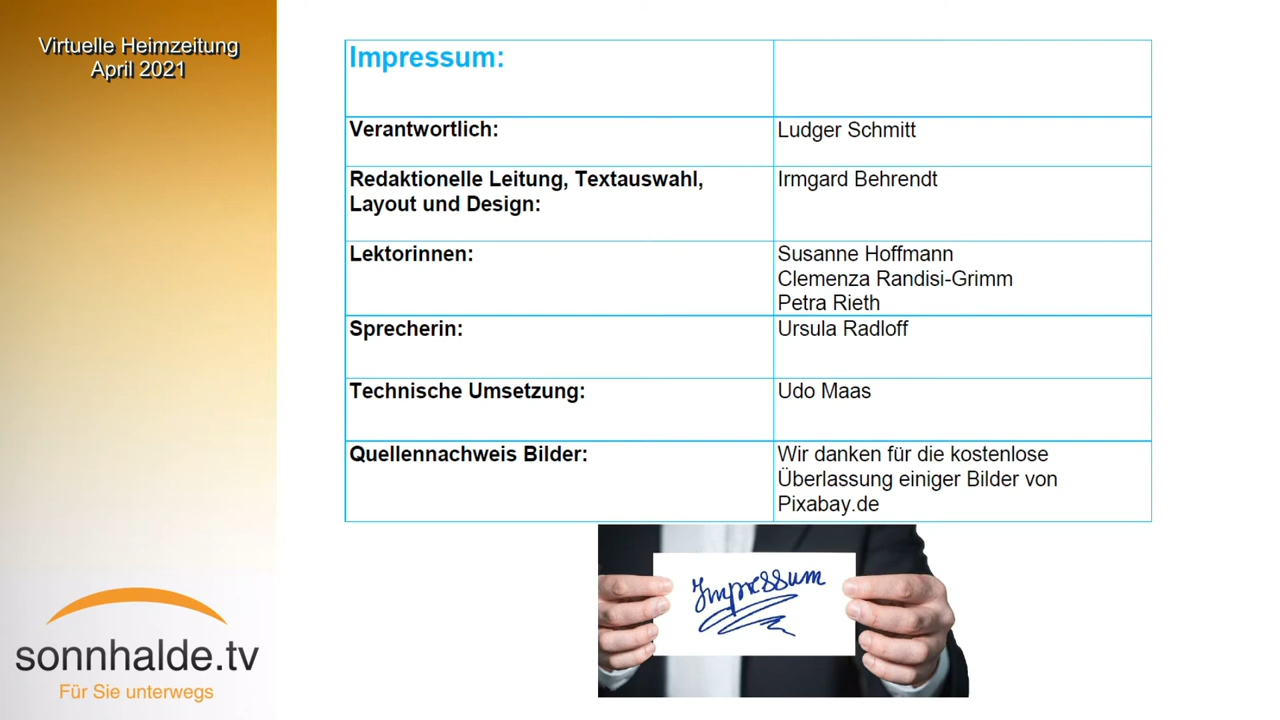 Virtuelle Heimzeitung
April 2021
Impressum:
Verantwortlich:
Ludger Schmitt
Redaktionelle Leitung, Textauswahl,
Layout und Design:
Irmgard Behrendt
Lektorinnen:
Susanne Hoffmann
Clemenza Randisi-Grimm
Petra Rieth
Sprecherin:
Ursula Radloff
Technische Umsetzung:
Udo Maas
Quellennachweis Bilder:
Wir danken für die kostenlose
Überlassung einiger Bilder von
Pixabay.de
Impressum
sonnhalde.tv
Für Sie unterwegs